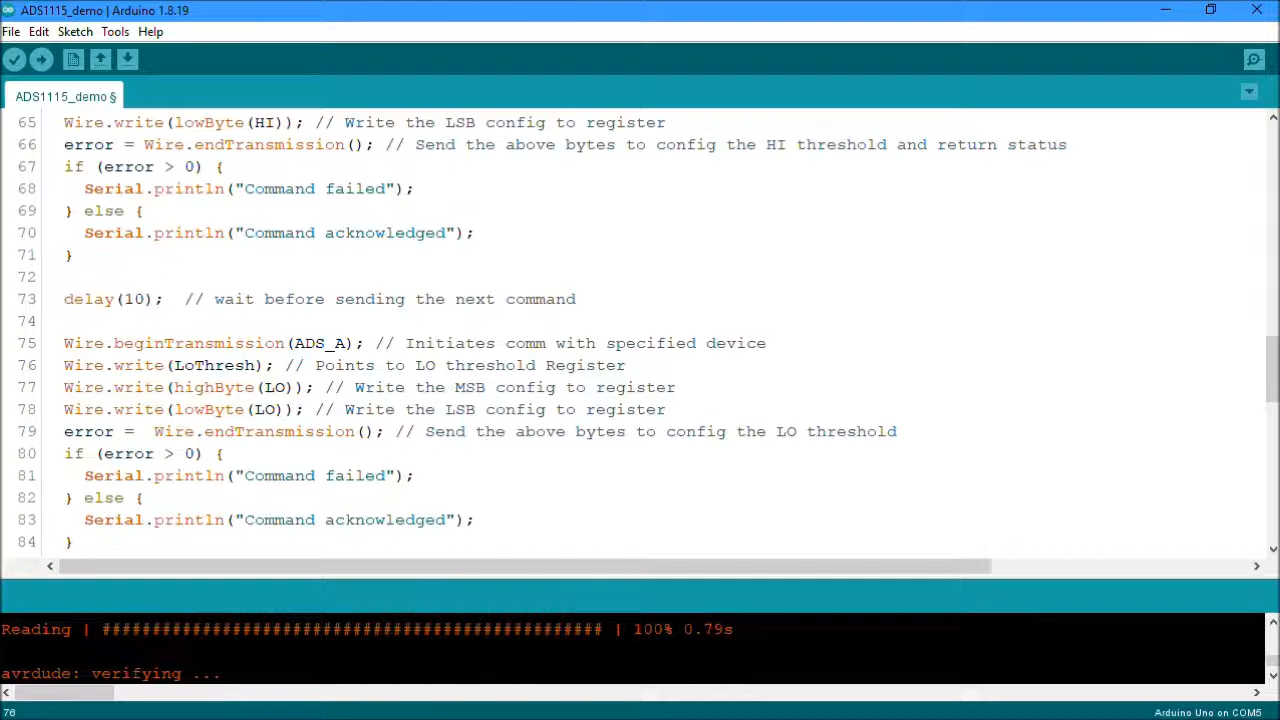 ADS1115_demo | Arduino 1.8.19
File Edit Sketch Tools Help
ADS1115_demo §
65 Wire.write(lowByte(HI)); // Write the LSB config to register
66 error = Wire.endTransmission(); // Send the above bytes to config the HI threshold and return status
67 if (error > 0) {
68 Serial.println("Command failed");
69 } else {
70 Serial.println("Command acknowledged");
71 }
72
73 delay(10); // wait before sending the next command
74
75 Wire.beginTransmission(ADS_A); // Initiates comm with specified device
76 Wire.write(LoThresh); // Points to LO threshold Register
77 Wire.write(highByte(LO)); // Write the MSB config to register
78 Wire.write(lowByte(LO)); // Write the LSB config to register
79 error =  Wire.endTransmission(); // Send the above bytes to config the LO threshold
80 if (error > 0) {
81 Serial.println("Command failed");
82 } else {
83 Serial.println("Command acknowledged");
84 }
Reading | ################################################## | 100% 0.79s
avrdude: verifying ...
76 Arduino Uno on COM5